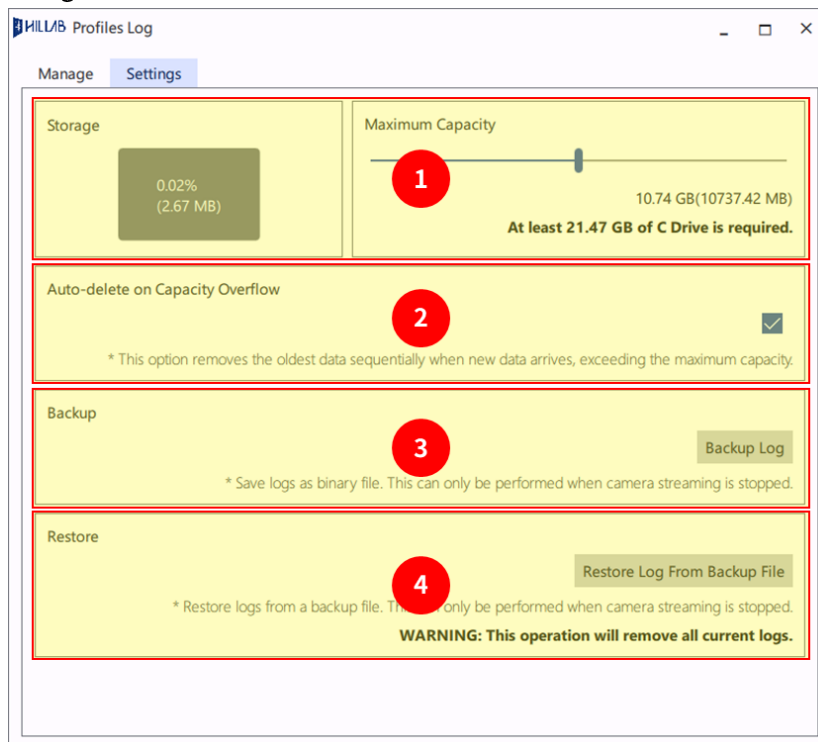 HILLAB Profiles Log
Manage Settings
Storage
0.02%
(2.67 MB)
Maximum Capacity
1
10.74 GB(10737.42 MB)
At least 21.47 GB of C Drive is required.
Auto-delete on Capacity Overflow
2
* This option removes the oldest data sequentially when new data arrives, exceeding the maximum capacity.
Backup
3
Backup Log
* Save logs as binary file. This can only be performed when camera streaming is stopped.
Restore
Restore Log From Backup File
4
* Restore logs from a backup file. Th only be performed when camera streaming is stopped.
WARNING: This operation will remove all current logs.